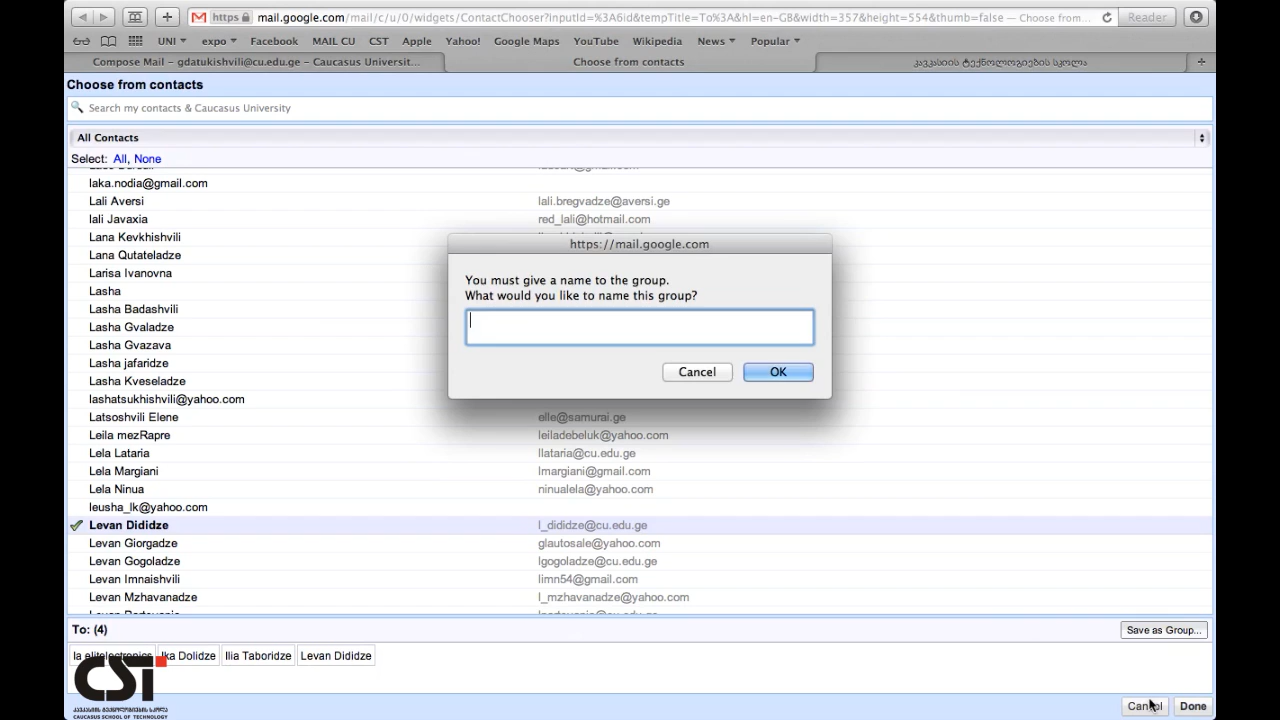 https mail.google.com/mail/c/u/0/widgets/ContactChooser?inputId=%3A6id&tempTitle=To%3A&hl=en-GB&width=357&height=554&thumb=false — Choose from... Reader
UNI expo Facebook MAIL CU CST Apple Yahoo! Google Maps YouTube Wikipedia News Popular
Compose Mail – gdatukishvili@cu.edu.ge – Caucasus Universit... Choose from contacts კავკასიის ტექნოლოგიების სკოლა
Choose from contacts
Search my contacts & Caucasus University
All Contacts
Select: All, None
laka.nodia@gmail.com
Lali Aversi lali.bregvadze@aversi.ge
lali Javaxia red_lali@hotmail.com
Lana Kevkhishvili
Lana Qutateladze
Larisa Ivanovna
Lasha
Lasha Badashvili
Lasha Gvaladze
Lasha Gvazava
Lasha jafaridze
Lasha Kveseladze
lashatsukhishvili@yahoo.com
Latsoshvili Elene elle@samurai.ge
Leila mezRapre leiladebeluk@yahoo.com
Lela Lataria llataria@cu.edu.ge
Lela Margiani lmargiani@gmail.com
Lela Ninua ninualela@yahoo.com
leusha_lk@yahoo.com
Levan Dididze l_dididze@cu.edu.ge
Levan Giorgadze glautosale@yahoo.com
Levan Gogoladze lgogoladze@cu.edu.ge
Levan Imnaishvili limn54@gmail.com
Levan Mzhavanadze l_mzhavanadze@yahoo.com
https://mail.google.com
You must give a name to the group.
What would you like to name this group?
Cancel OK
To: (4) Save as Group...
Ika Dolidze Ilia Taboridze Levan Dididze
CST
კავკასიის ტექნოლოგიების სკოლა
CAUCASUS SCHOOL OF TECHNOLOGY
Cancel Done